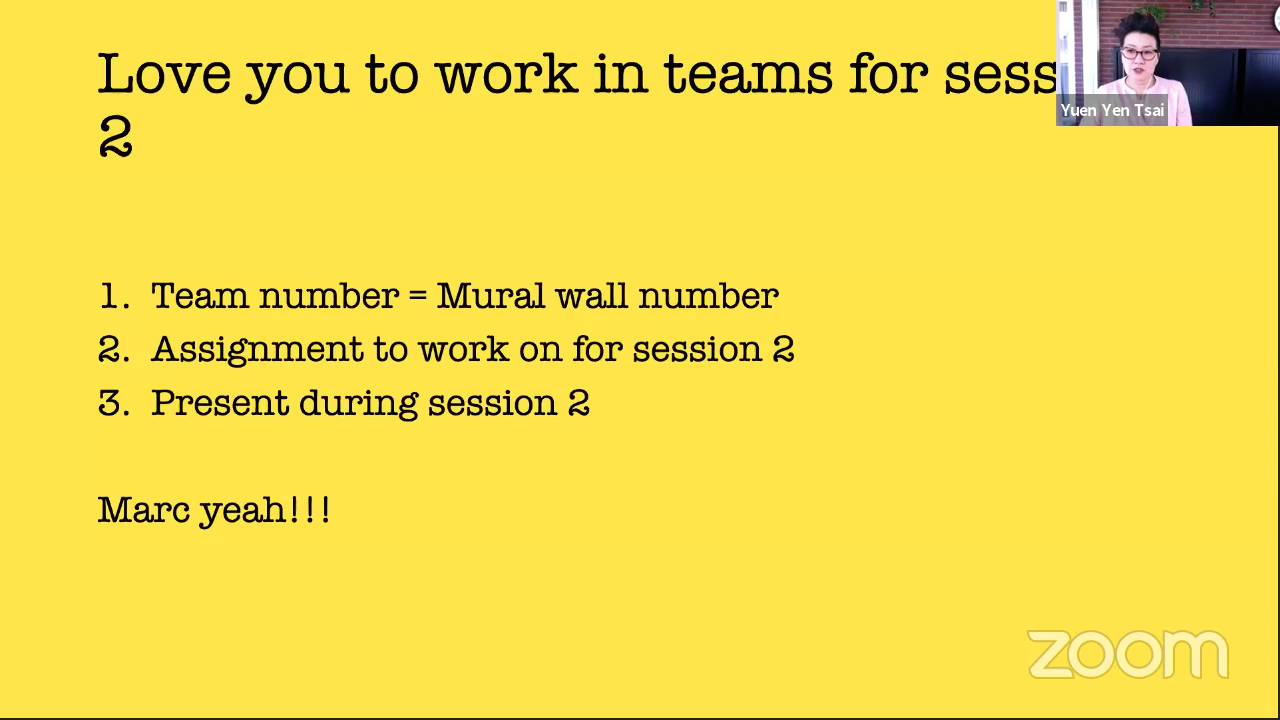 Love you to work in teams for sess
2
Yuen Yen Tsai
1. Team number = Mural wall number
2. Assignment to work on for session 2
3. Present during session 2
Marc yeah!!!
zoom